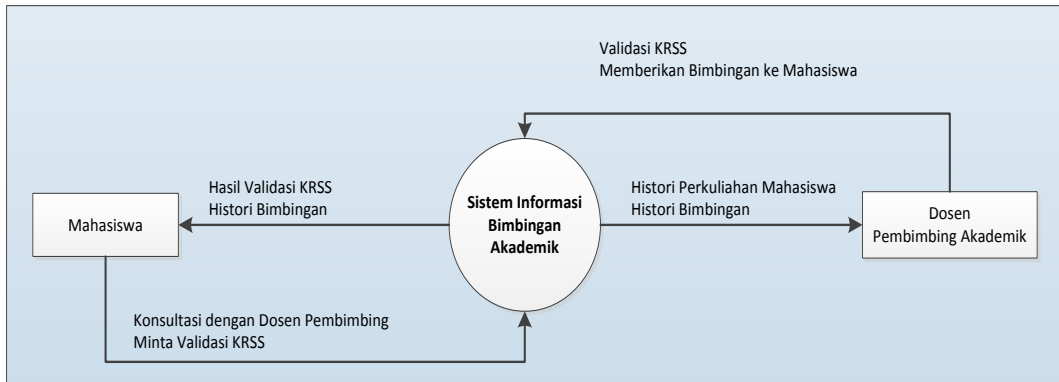 Validasi KRSS
Memberikan Bimbingan ke Mahasiswa
Hasil Validasi KRSS
Histori Bimbingan
Mahasiswa
Sistem Informasi
Bimbingan
Akademik
Histori Perkuliahan Mahasiswa
Histori Bimbingan
Dosen
Pembimbing Akademik
Konsultasi dengan Dosen Pembimbing
Minta Validasi KRSS